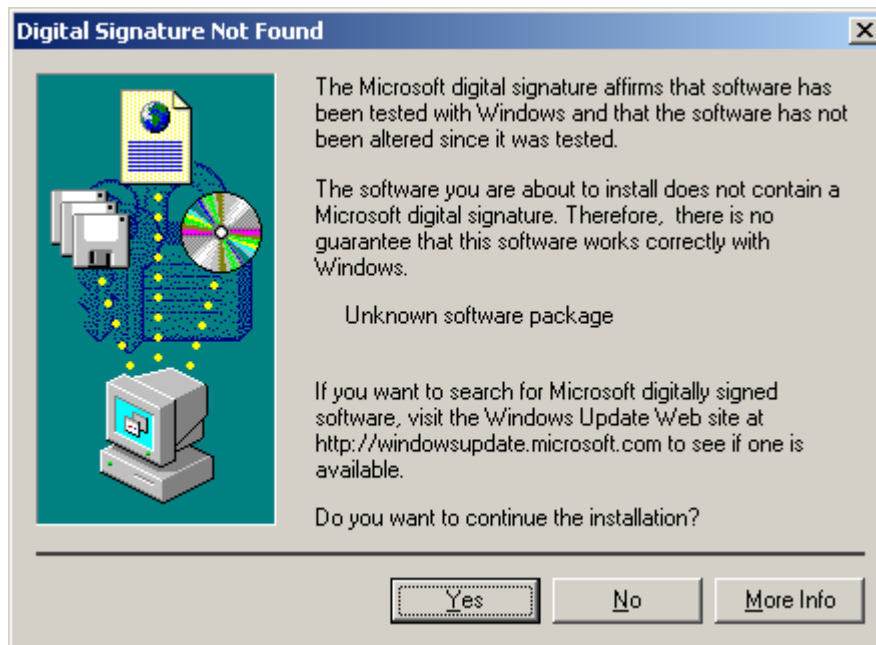 Digital Signature Not Found
The Microsoft digital signature affirms that software has
been tested with Windows and that the software has not
been altered since it was tested.
The software you are about to install does not contain a
Microsoft digital signature. Therefore,  there is no
guarantee that this software works correctly with
Windows.
Unknown software package
If you want to search for Microsoft digitally signed
software, visit the Windows Update Web site at
http://windowsupdate.microsoft.com to see if one is
available.
Do you want to continue the installation?
Yes No More Info